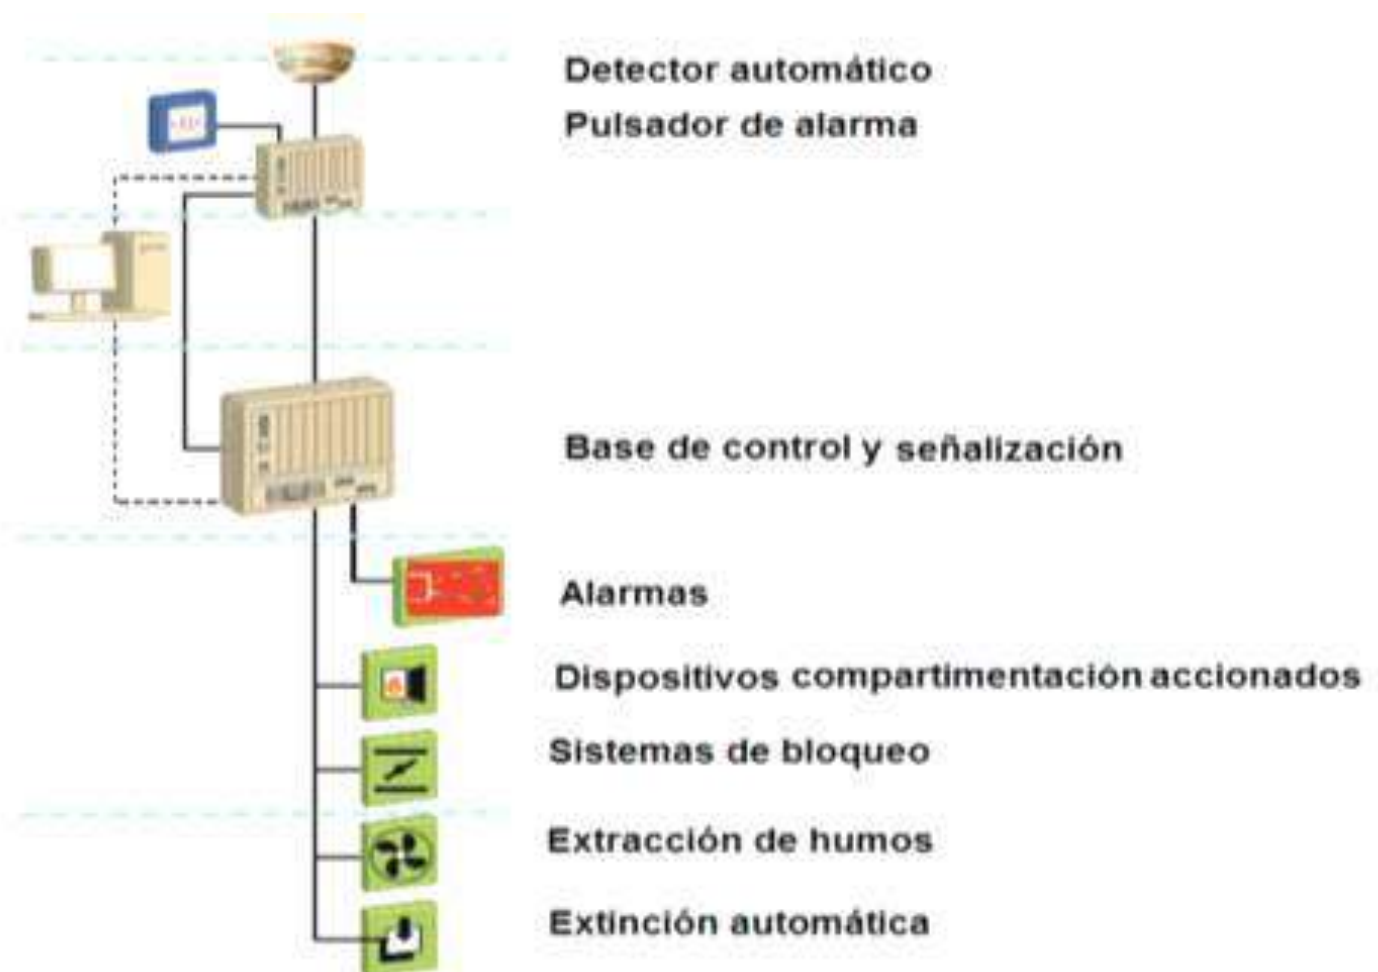 Detector automático
Pulsador de alarma
Base de control y señalización
Alarmas
Dispositivos compartimentación accionados
Sistemas de bloqueo
Extracción de humos
Extinción automática